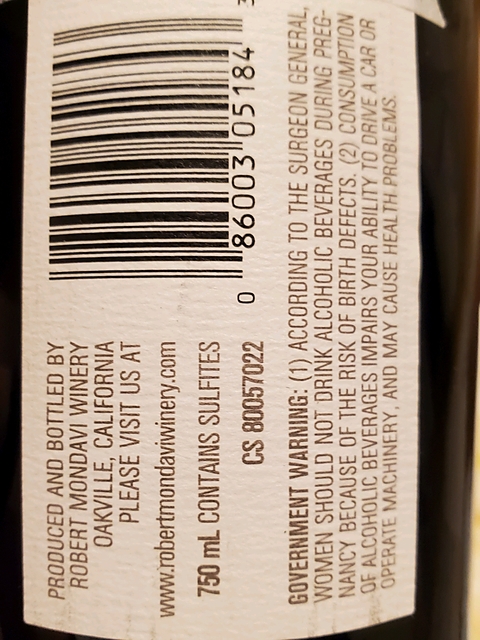 PRODUCED AND BOTTLED BY
ROBERT MONDAVI WINERY
OAKVILLE, CALIFORNIA
PLEASE VISIT US AT
www.robertmondaviwinery.com
750 mL CONTAINS SULFITES
CS 80057022
0 86003 05184 3
GOVERNMENT WARNING: (1) ACCORDING TO THE SURGEON GENERAL,
WOMEN SHOULD NOT DRINK ALCOHOLIC BEVERAGES DURING PREG-
NANCY BECAUSE OF THE RISK OF BIRTH DEFECTS. (2) CONSUMPTION
OF ALCOHOLIC BEVERAGES IMPAIRS YOUR ABILITY TO DRIVE A CAR OR
OPERATE MACHINERY, AND MAY CAUSE HEALTH PROBLEMS.